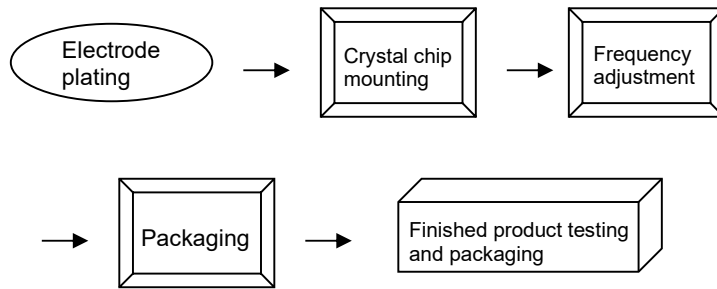 Electrode
plating
Crystal chip
mounting
Frequency
adjustment
Packaging
Finished product testing
and packaging